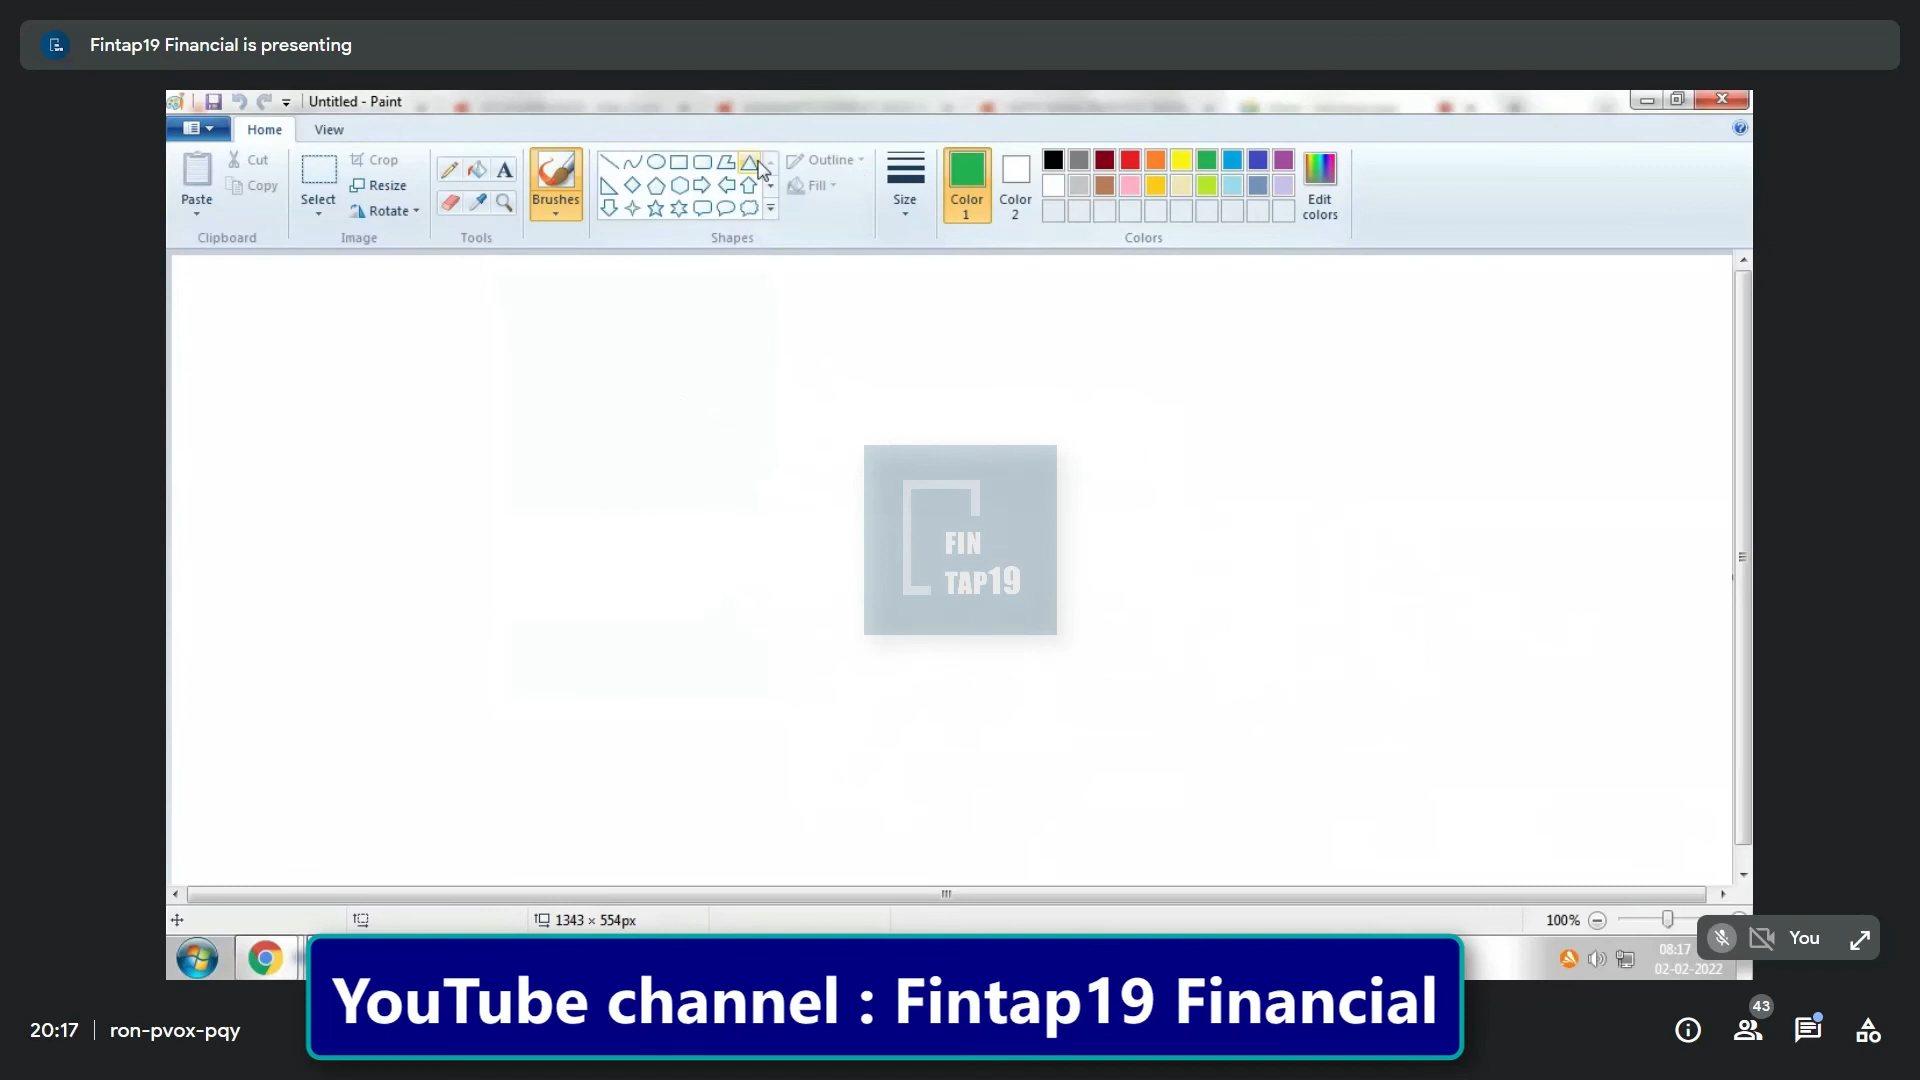 Fintap19 Financial is presenting
Untitled - Paint
Home View
Paste
Cut
Copy
Clipboard
Select
Crop
Resize
Rotate
Image
A
Tools
Brushes
Shapes
Outline
Fill
Size
Color 1
Color 2
Edit colors
Colors
FIN
TAP19
1343 × 554px
100%
08:17
02-02-2022
You
YouTube channel : Fintap19 Financial
20:17 ron-pvox-pqy
43